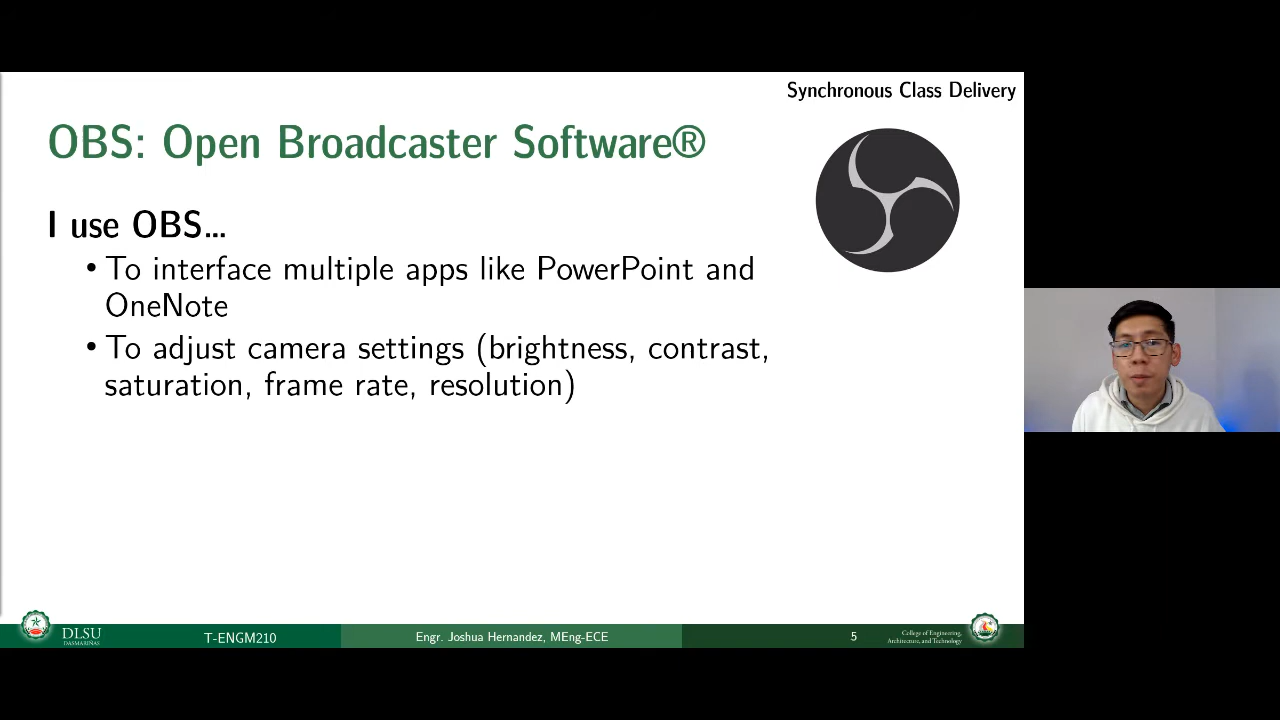 Synchronous Class Delivery
OBS: Open Broadcaster Software®
I use OBS...
• To interface multiple apps like PowerPoint and
OneNote
• To adjust camera settings (brightness, contrast,
saturation, frame rate, resolution)
DLSU
DASMARIÑAS
T-ENGM210
Engr. Joshua Hernandez, MEng-ECE
5
College of Engineering,
Architecture, and Technology